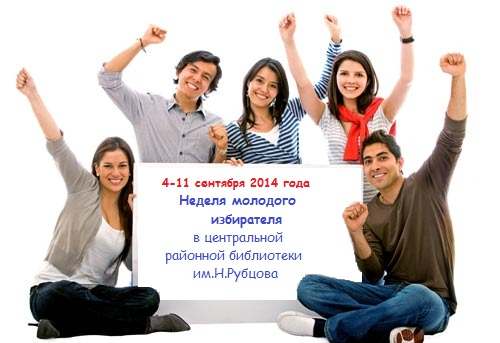 4-11 сентября 2014 года
Неделя молодого
избирателя
в центральной
районной библиотеки
им.Н.Рубцова